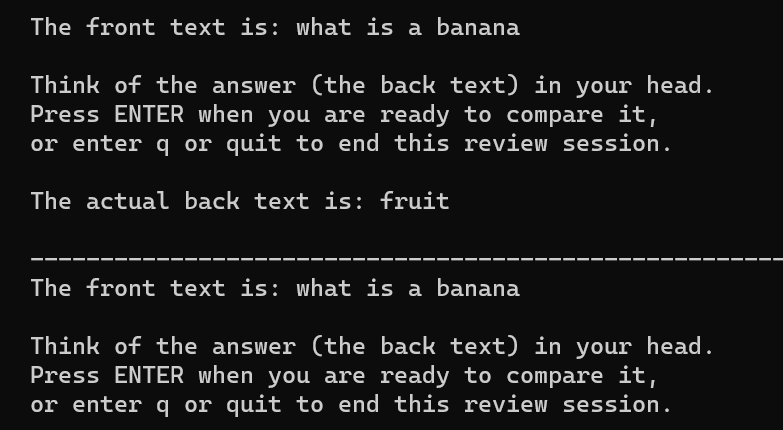 The front text is: what is a banana
Think of the answer (the back text) in your head.
Press ENTER when you are ready to compare it,
or enter q or quit to end this review session.
The actual back text is: fruit
------------------------------------------------------
The front text is: what is a banana
Think of the answer (the back text) in your head.
Press ENTER when you are ready to compare it,
or enter q or quit to end this review session.